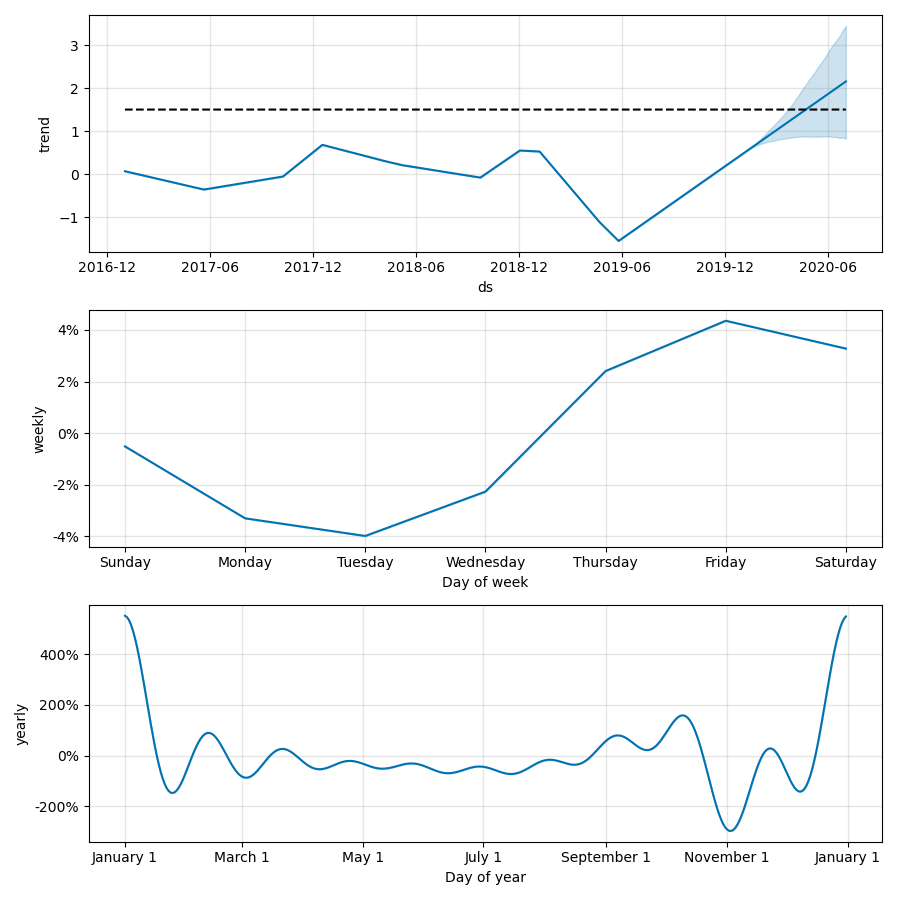 3
2
1
0
−1
trend
2016-12 2017-06 2017-12 2018-06 2018-12 2019-06 2019-12 2020-06
ds
4%
2%
0%
-2%
-4%
weekly
Sunday Monday Tuesday Wednesday Thursday Friday Saturday
Day of week
400%
200%
0%
-200%
yearly
January 1 March 1 May 1 July 1 September 1 November 1 January 1
Day of year